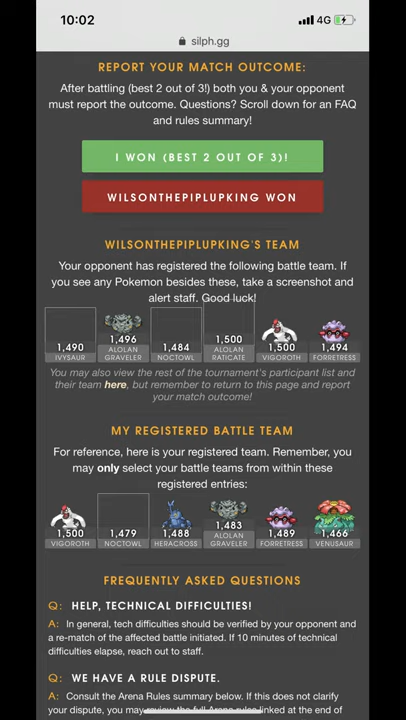 10:02
4G
silph.gg
REPORT YOUR MATCH OUTCOME:
After battling (best 2 out of 3!) both you & your opponent
must report the outcome. Questions? Scroll down for an FAQ
and rules summary!
I WON (BEST 2 OUT OF 3)!
WILSONTHEPIPLUPKING WON
WILSONTHEPIPLUPKING'S TEAM
Your opponent has registered the following battle team. If
you see any Pokemon besides these, take a screenshot and
alert staff. Good luck!
1,490 1,496 1,484 1,500 1,500 1,494
IVYSAUR ALOLAN GRAVELER NOCTOWL ALOLAN RATICATE VIGOROTH FORRETRESS
You may also view the rest of the tournament's participant list and
their team here, but remember to return to this page and report
your match outcome!
MY REGISTERED BATTLE TEAM
For reference, here is your registered team. Remember, you
may only select your battle teams from within these
registered entries:
1,500 1,479 1,488 1,483 1,489 1,466
VIGOROTH NOCTOWL HERACROSS ALOLAN GRAVELER FORRETRESS VENUSAUR
FREQUENTLY ASKED QUESTIONS
Q: HELP, TECHNICAL DIFFICULTIES!
A: In general, tech difficulties should be verified by your opponent and
a re-match of the affected battle initiated. If 10 minutes of technical
difficulties elapse, reach out to staff.
Q: WE HAVE A RULE DISPUTE.
A: Consult the Arena Rules summary below. If this does not clarify
your dispute, you may review the full Arena rules linked at the end of